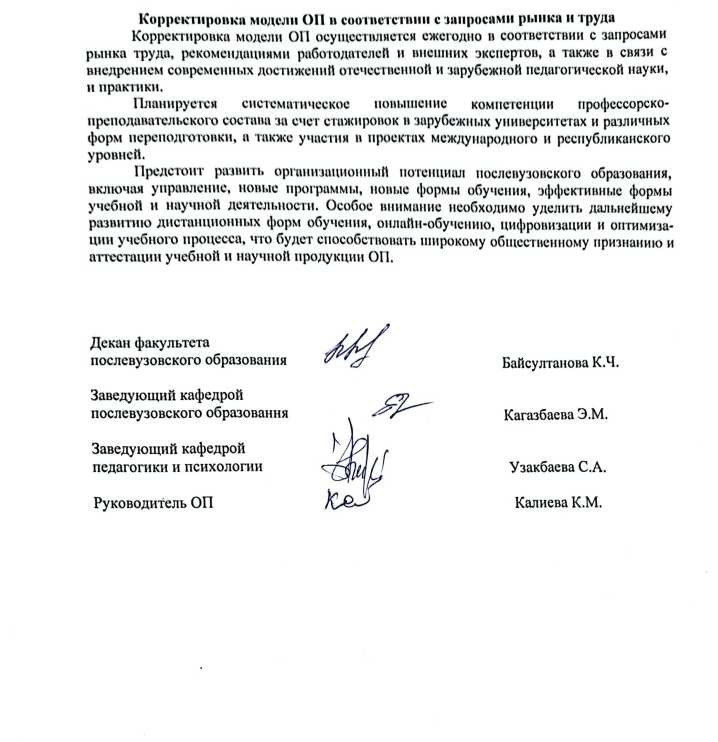 Корректировка модели ОП в соответствии с запросами рынка и труда
Корректировка модели ОП осуществляется ежегодно в соответствии с запросами
рынка труда, рекомендациями работодателей и внешних экспертов, а также в связи с
внедрением современных достижений отечественной и зарубежной педагогической науки,
и практики.
Планируется систематическое повышение компетенции профессорско-
преподавательского состава за счет стажировок в зарубежных университетах и различных
форм переподготовки, а также участия в проектах международного и республиканского
уровней.
Предстоит развить организационный потенциал послевузовского образования,
включая управление, новые программы, новые формы обучения, эффективные формы
учебной и научной деятельности. Особое внимание необходимо уделить дальнейшему
развитию дистанционных форм обучения, онлайн-обучению, цифровизации и оптимиза-
ции учебного процесса, что будет способствовать широкому общественному признанию и
аттестации учебной и научной продукции ОП.
Декан факультета
послевузовского образования Байсултанова К.Ч.
Заведующий кафедрой
послевузовского образования Кагазбаева Э.М.
Заведующий кафедрой
педагогики и психологии Узакбаева С.А.
Руководитель ОП Калиева К.М.